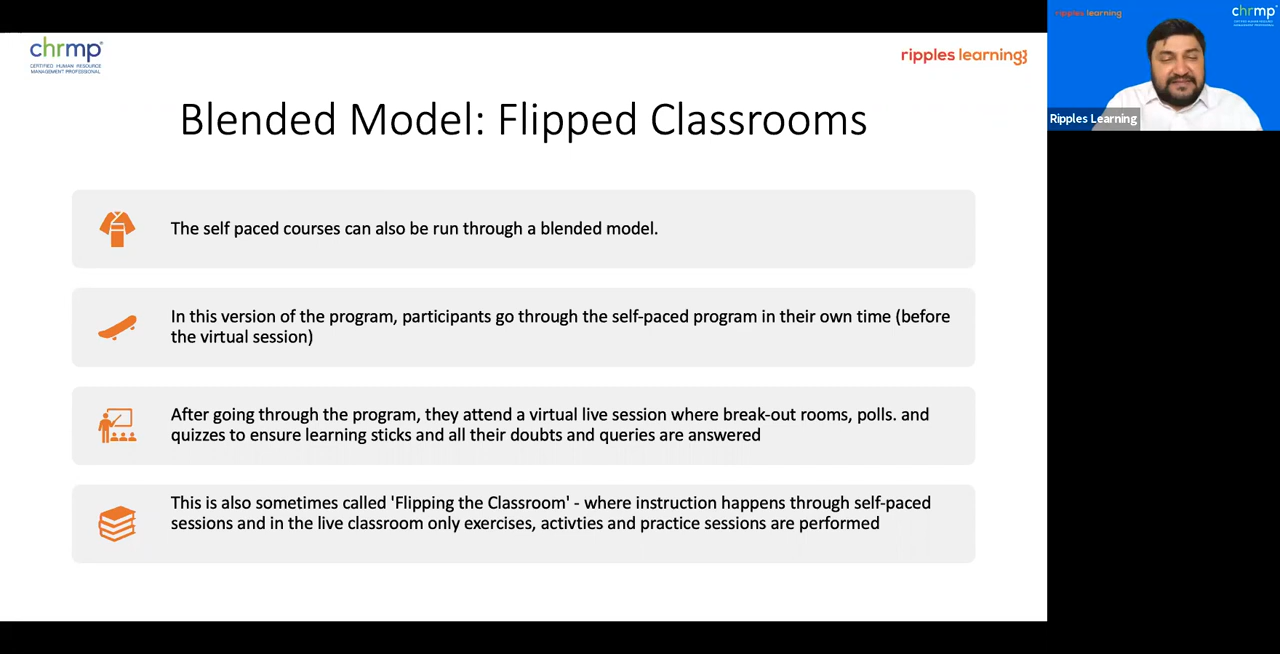 chrmp
CERTIFIED HUMAN RESOURCE
MANAGEMENT PROFESSIONAL
ripples learning
Blended Model: Flipped Classrooms
The self paced courses can also be run through a blended model.
In this version of the program, participants go through the self-paced program in their own time (before
the virtual session)
After going through the program, they attend a virtual live session where break-out rooms, polls. and
quizzes to ensure learning sticks and all their doubts and queries are answered
This is also sometimes called 'Flipping the Classroom' - where instruction happens through self-paced
sessions and in the live classroom only exercises, activties and practice sessions are performed
ripples learning
chrmp
Ripples Learning